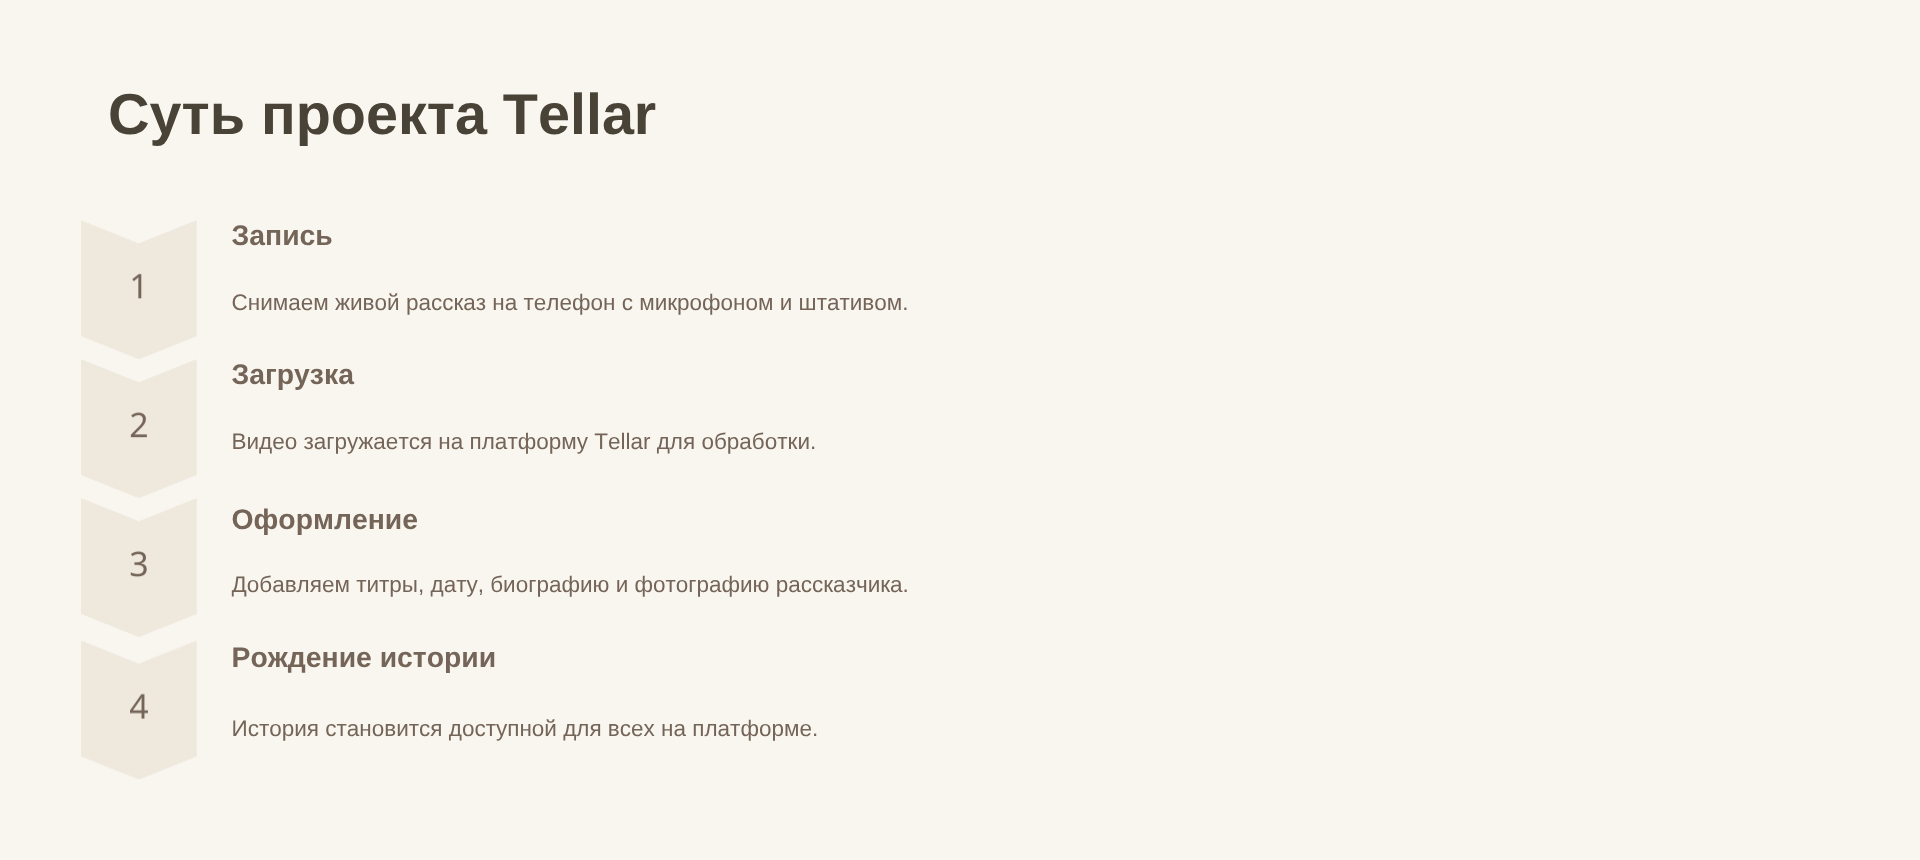 Суть проекта Tellar
1
Запись
Снимаем живой рассказ на телефон с микрофоном и штативом.
2
Загрузка
Видео загружается на платформу Tellar для обработки.
3
Оформление
Добавляем титры, дату, биографию и фотографию рассказчика.
4
Рождение истории
История становится доступной для всех на платформе.